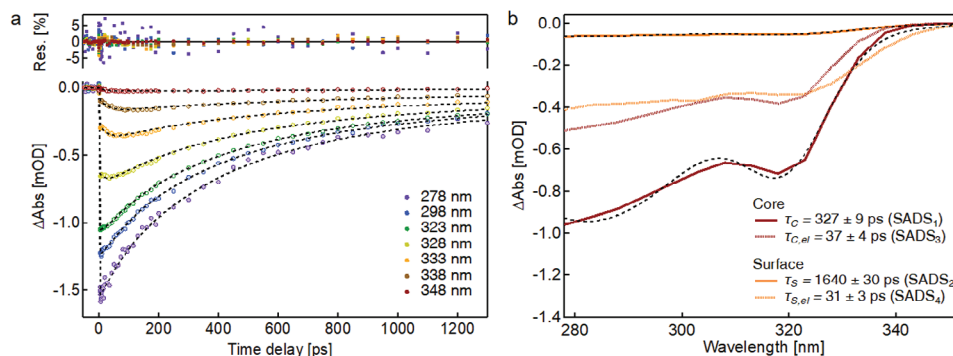 a
Res. [%]
5
0
-5
ΔAbs [mOD]
0.0
-0.5
-1.0
-1.5
278 nm
298 nm
323 nm
328 nm
333 nm
338 nm
348 nm
0 200 400 600 800 1000 1200
Time delay [ps]
b
ΔAbs [mOD]
0.0
-0.2
-0.4
-0.6
-0.8
-1.0
-1.2
-1.4
Core
τC = 327 ± 9 ps (SADS1)
τC,el = 37 ± 4 ps (SADS3)
Surface
τS = 1640 ± 30 ps (SADS2
τS,el = 31 ± 3 ps (SADS4)
280 300 320 340
Wavelength [nm]